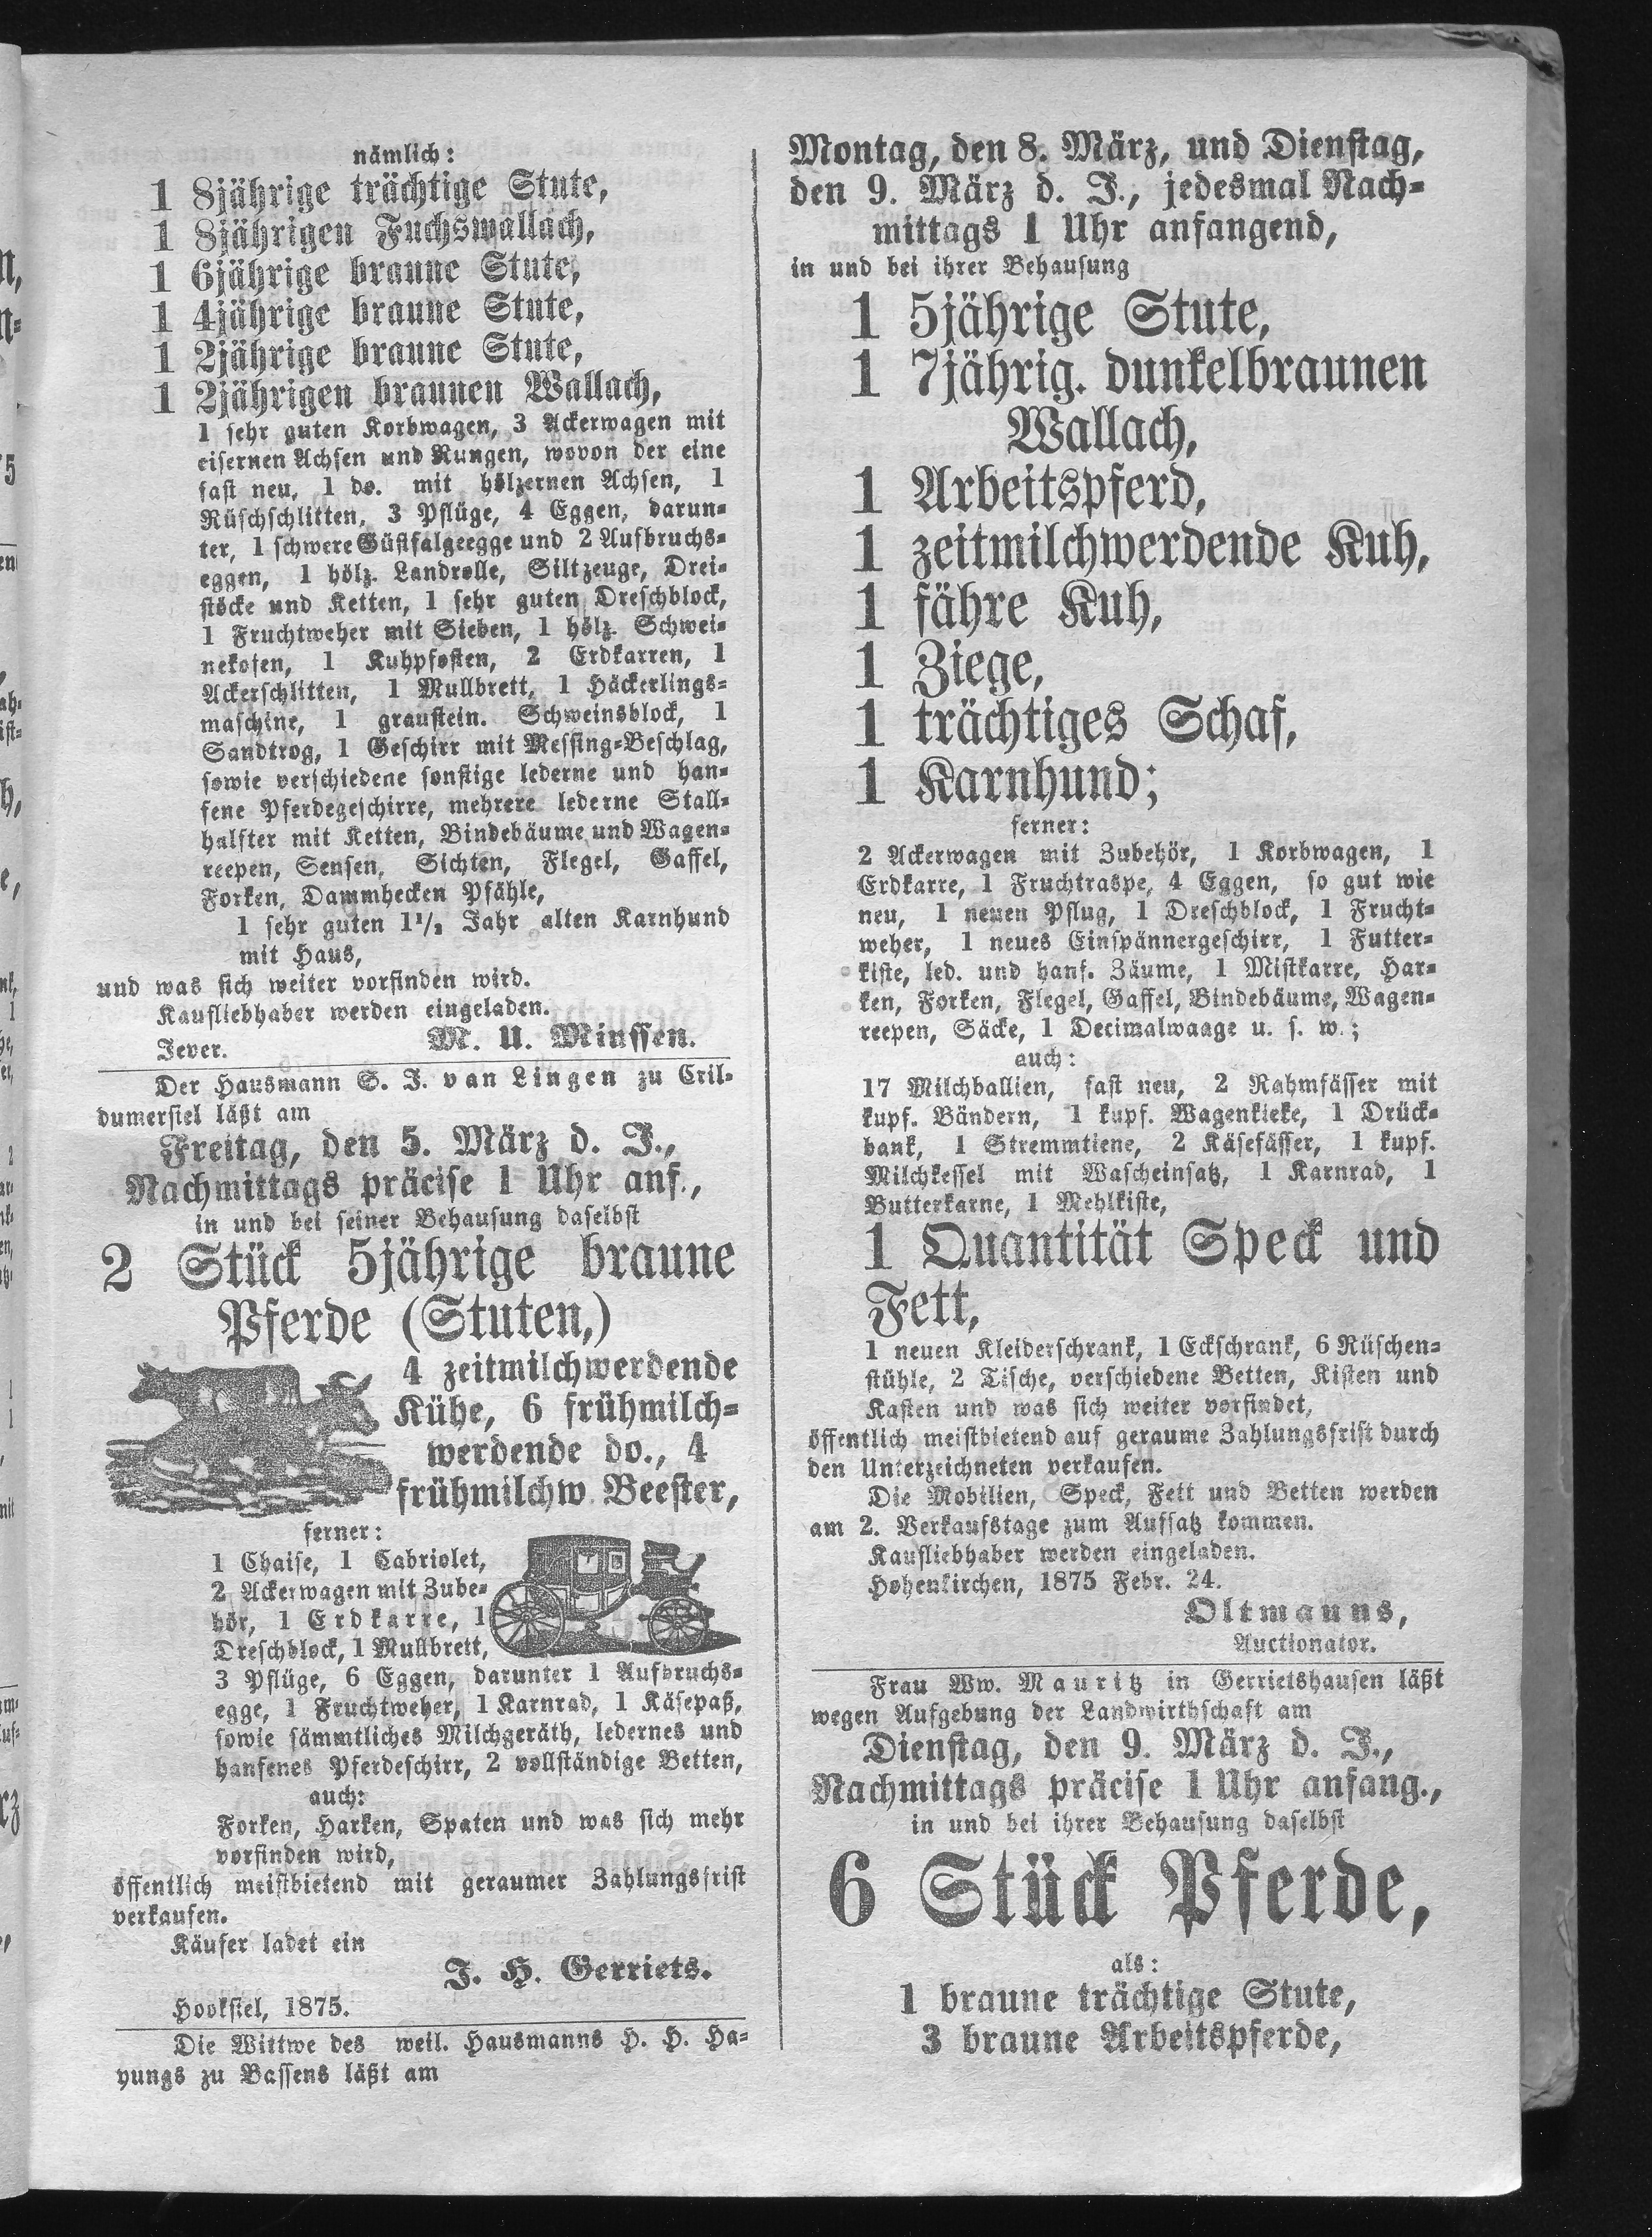 nämlich:
1 8jährige trächtige Stute,
1 8jährigen Fuchswallach,
1 6jährige braune Stute,
1 4jährige braune Stute,
1 2jährige braune Stute,
1 2jährigen braunen Wallach,
1 sehr guten Korbwagen, 3 Ackerwagen mit
eisernen Achsen und Rungen, wovon der eine
fast neu, 1 do. mit hölzernen Achsen, 1
Rüschschlitten, 3 Pflüge, 4 Eggen, darun-
ter, 1 schwere Güstfalgeegge und 2 Aufbruchs-
eggen, 1 hölz. Landrolle, Siltzeuge, Drei-
stöcke und Ketten, 1 sehr guten Dreschblock,
1 Fruchtweher mit Sieben, 1 hölz. Schwei-
nekofen, 1 Kuhpfosten, 2 Erdkarren, 1
Ackerschlitten, 1 Mullbrett, 1 Häckerlings-
maschine, 1 graustein. Schweinsblock, 1
Sandtrog, 1 Geschirr mit Messing-Beschlag,
sowie verschiedene sonstige lederne und han-
fene Pferdegeschirre, mehrere lederne Stall-
halfter mit Ketten, Bindebäume und Wagen-
reepen, Sensen, Sichten, Flegel, Gaffel,
Forken, Dammhecken Pfähle,
1 sehr guten 1½ Jahr alten Karnhund
mit Haus,
und was sich weiter vorfinden wird.
Kaufliebhaber werden eingeladen.
Jever. M. U. Minssen.
Der Hausmann S. J. van Lingen zu Cril-
dumersiel läßt am
Freitag, den 5. März d. J.,
Nachmittags präcise 1 Uhr anf.,
in und bei seiner Behausung daselbst
2 Stück 5jährige braune
Pferde (Stuten,)
4 zeitmilchwerdende
Kühe, 6 frühmilch-
werdende do., 4
frühmilchw. Beester,
ferner:
1 Chaise, 1 Cabriolet,
2 Ackerwagen mit Zube-
hör, 1 Erdkarre, 1
Dreschblock, 1 Mullbrett,
3 Pflüge, 6 Eggen, darunter 1 Aufbruchs-
egge, 1 Fruchtweher, 1 Karnrad, 1 Käsepaß,
sowie sämmtliches Milchgeräth, ledernes und
hanfenes Pferdeschirr, 2 vollständige Betten,
auch:
Forken, Harken, Spaten und was sich mehr
vorfinden wird,
öffentlich meistbietend mit geraumer Zahlungsfrist
verkaufen.
Käufer ladet ein
J. H. Gerriets.
Hooksiel, 1875.
Die Wittwe des weil. Hausmanns H. H. Ha-
yungs zu Bassens läßt am
Montag, den 8. März, und Dienstag,
den 9. März d. J., jedesmal Nach-
mittags 1 Uhr anfangend,
in und bei ihrer Behausung
1 5jährige Stute,
1 7jährig. dunkelbraunen
Wallach,
1 Arbeitspferd,
1 zeitmilchwerdende Kuh,
1 fähre Kuh,
1 Ziege,
1 trächtiges Schaf,
1 Karnhund;
ferner:
2 Ackerwagen mit Zubehör, 1 Korbwagen, 1
Erdkarre, 1 Fruchtraspe, 4 Eggen, so gut wie
neu, 1 neuen Pflug, 1 Dreschblock, 1 Frucht-
weher, 1 neues Einspännergeschirr, 1 Futter-
kiste, led. und hanf. Zäume, 1 Mistkarre, Har-
ken, Forken, Flegel, Gaffel, Bindebäume, Wagen-
reepen, Säcke, 1 Decimalwaage u. s. w.;
auch:
17 Milchballien, fast neu, 2 Rahmfässer mit
kupf. Bändern, 1 kupf. Wagenkieke, 1 Drück-
bank, 1 Stremmtiene, 2 Käsefässer, 1 kupf.
Milchkessel mit Wascheinsatz, 1 Karnrad, 1
Butterkarne, 1 Mehlkiste,
1 Quantität Speck und
Fett,
1 neuen Kleiderschrank, 1 Eckschrank, 6 Rüschen-
stühle, 2 Tische, verschiedene Betten, Kisten und
Kasten und was sich weiter vorfindet,
öffentlich meistbietend auf geraume Zahlungsfrist durch
den Unterzeichneten verkaufen.
Die Mobilien, Speck, Fett und Betten werden
am 2. Verkaufstage zum Aufsatz kommen.
Kaufliebhaber werden eingeladen.
Hohenkirchen, 1875 Febr. 24.
Oltmanns,
Auctionator.
Frau Ww. Mauritz in Gerrietshausen läßt
wegen Aufgebung der Landwirthschaft am
Dienstag, den 9. März d. J.,
Nachmittags präcise 1 Uhr anfang.,
in und bei ihrer Behausung daselbst
6 Stück Pferde,
als:
1 braune trächtige Stute,
3 braune Arbeitspferde,